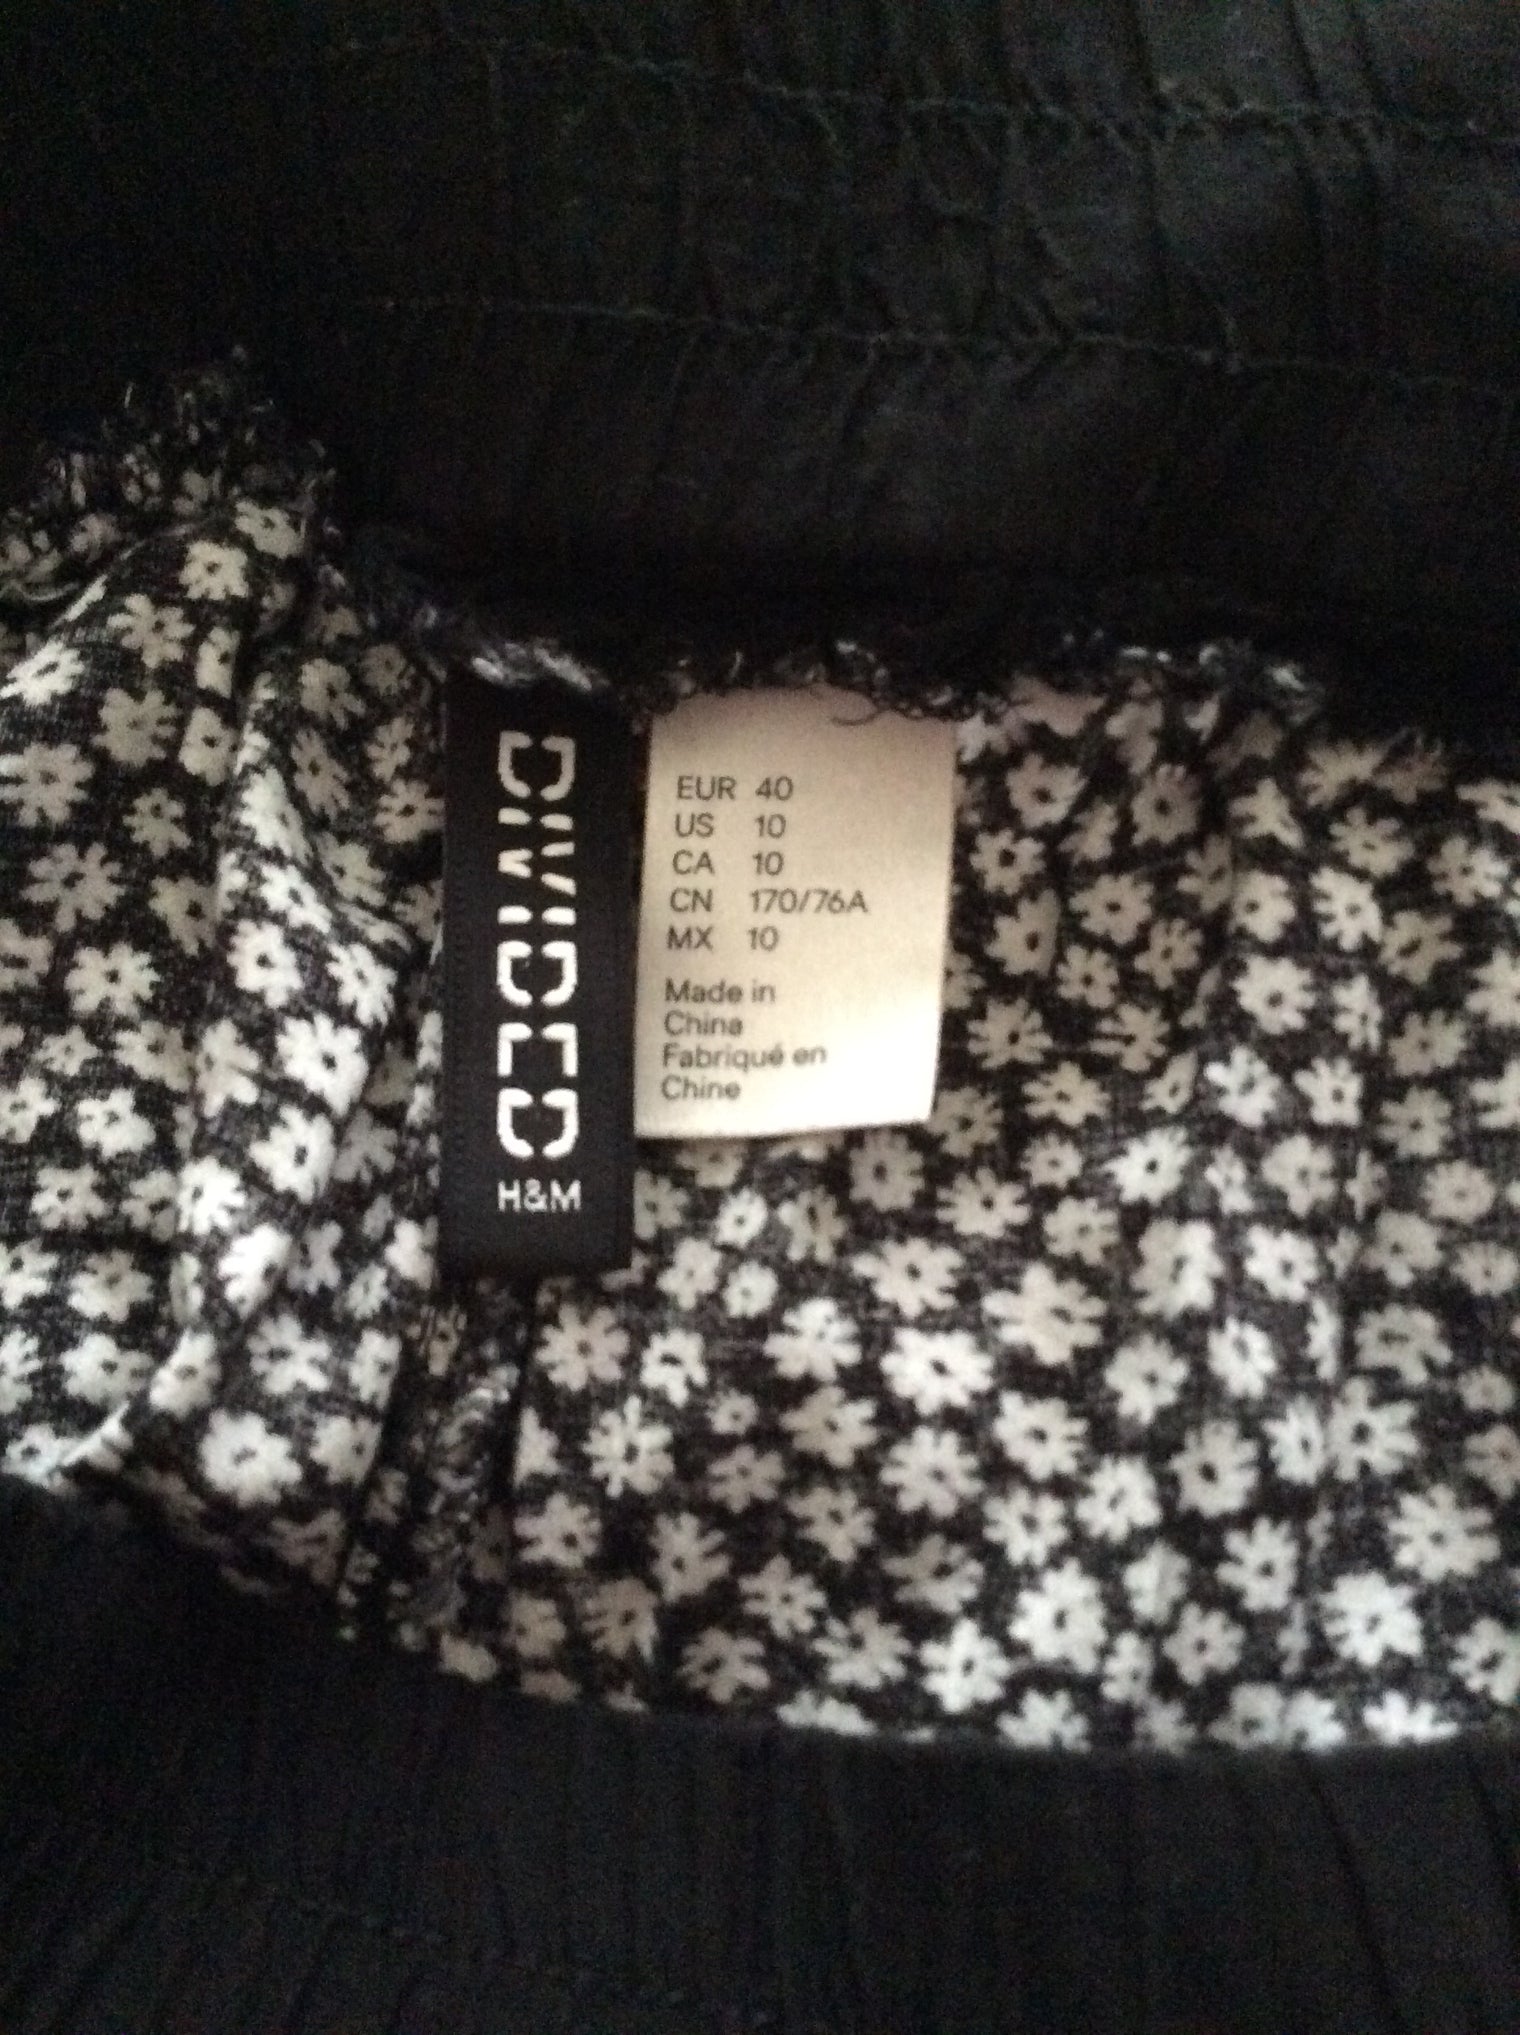 DIVIDED
H&M
EUR 40
US 10
CA 10
CN 170/76A
MX 10
Made in
China
Fabriqué en
Chine